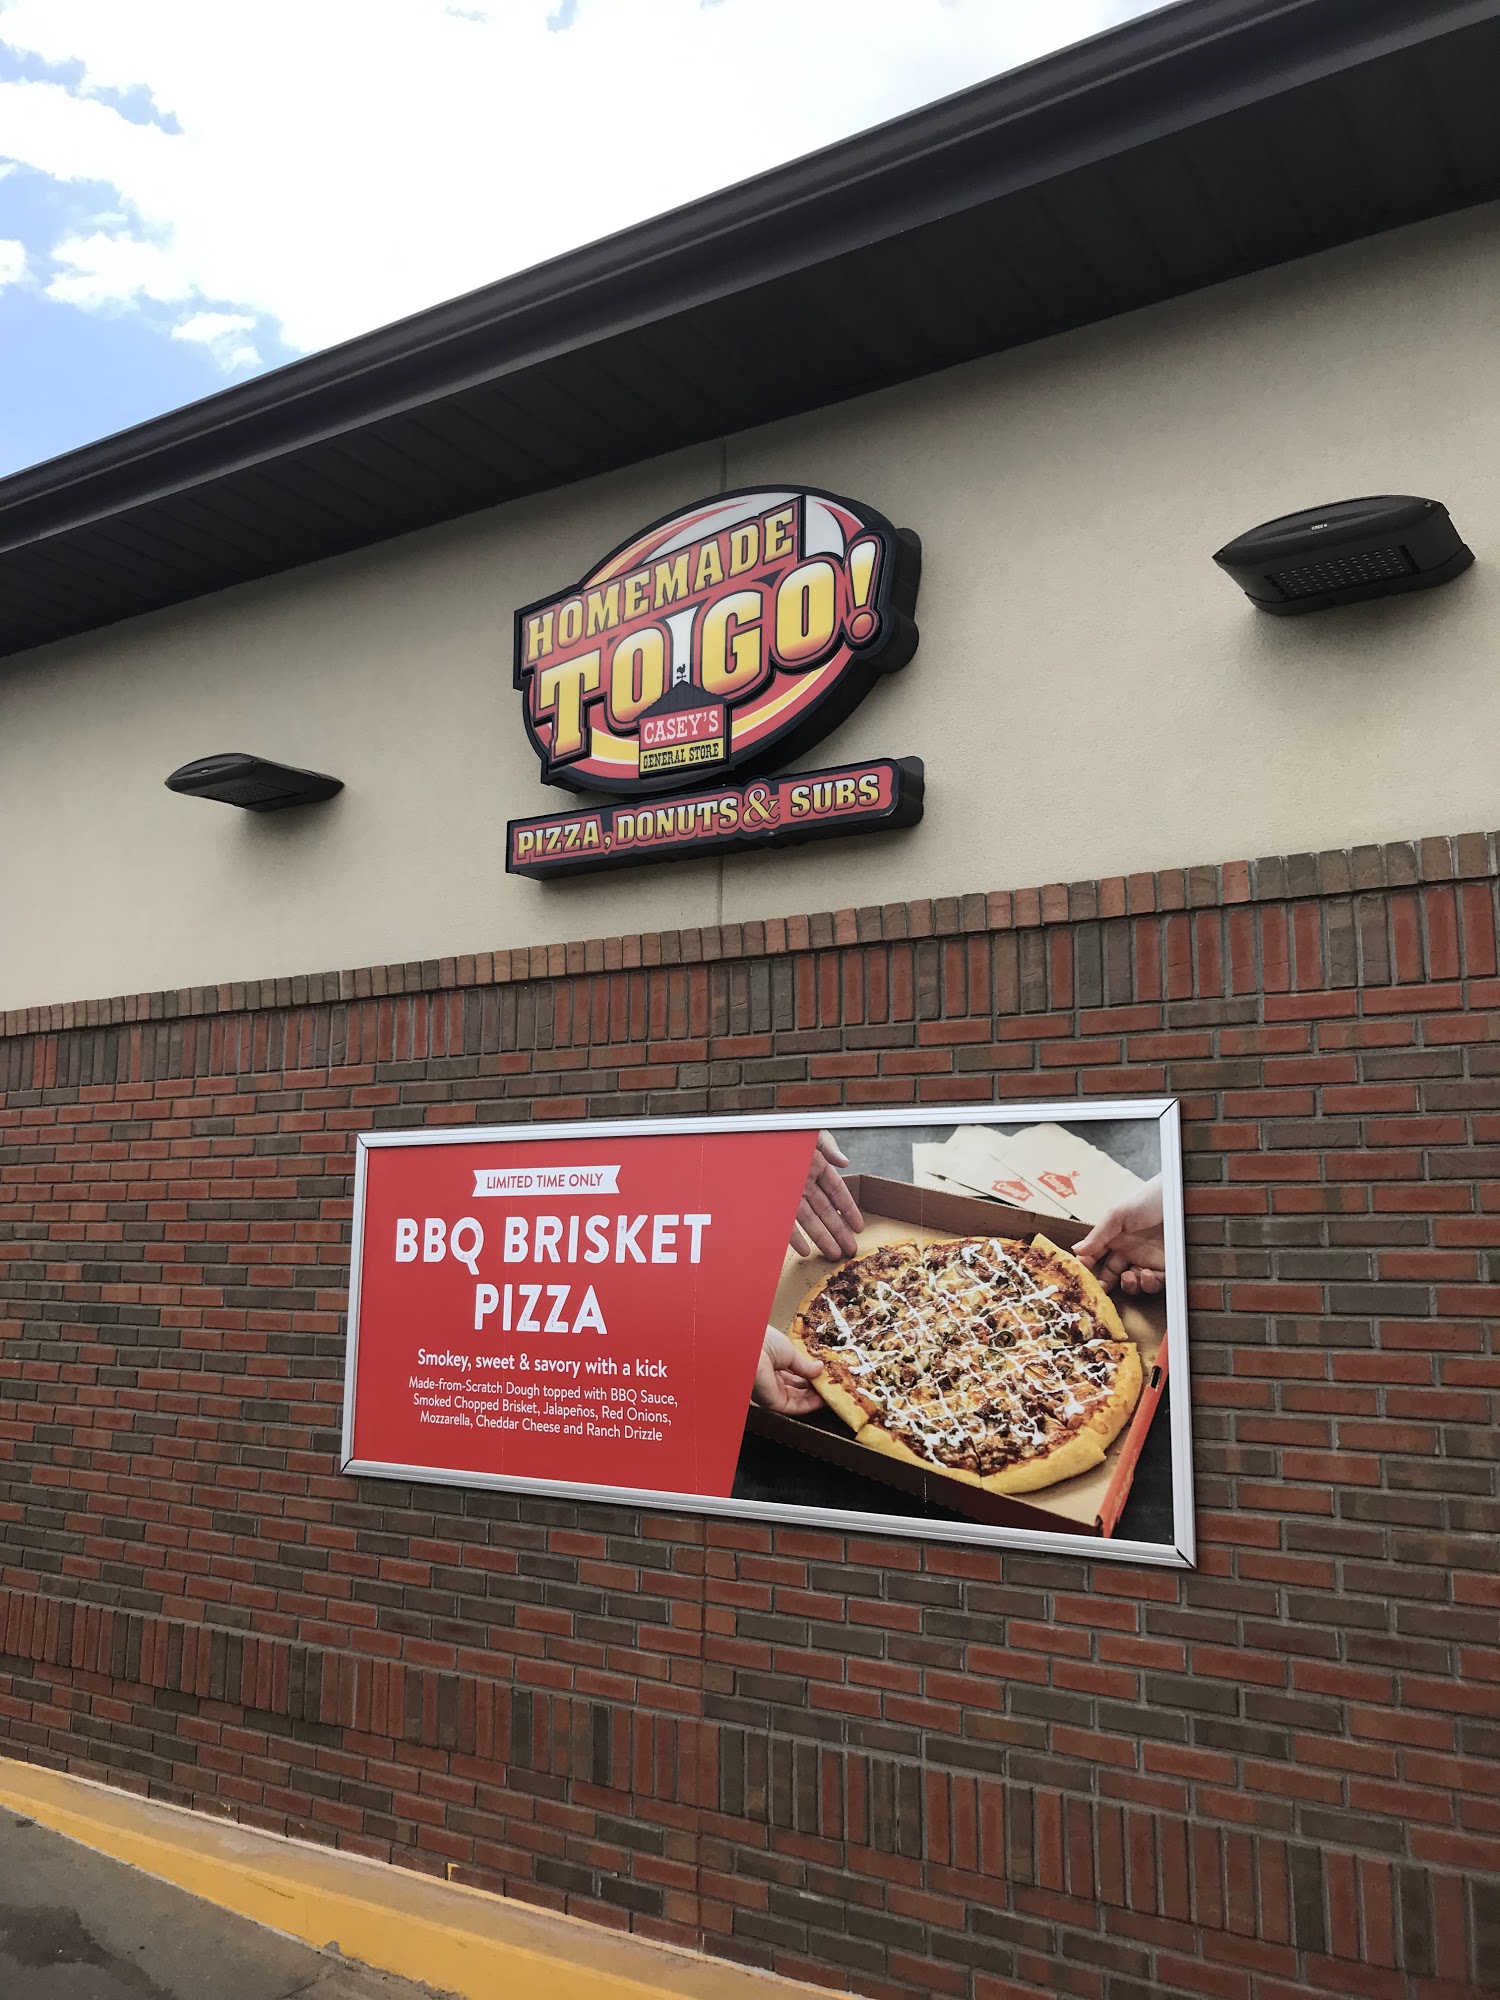 HOMEMADE
TO GO!
CASEY'S
GENERAL STORE
PIZZA, DONUTS & SUBS
LIMITED TIME ONLY
BBQ BRISKET
PIZZA
Smokey, sweet & savory with a kick
Made-from-Scratch Dough topped with BBQ Sauce,
Smoked Chopped Brisket, Jalapeños, Red Onions,
Mozzarella, Cheddar Cheese and Ranch Drizzle
Casey's
Casey's